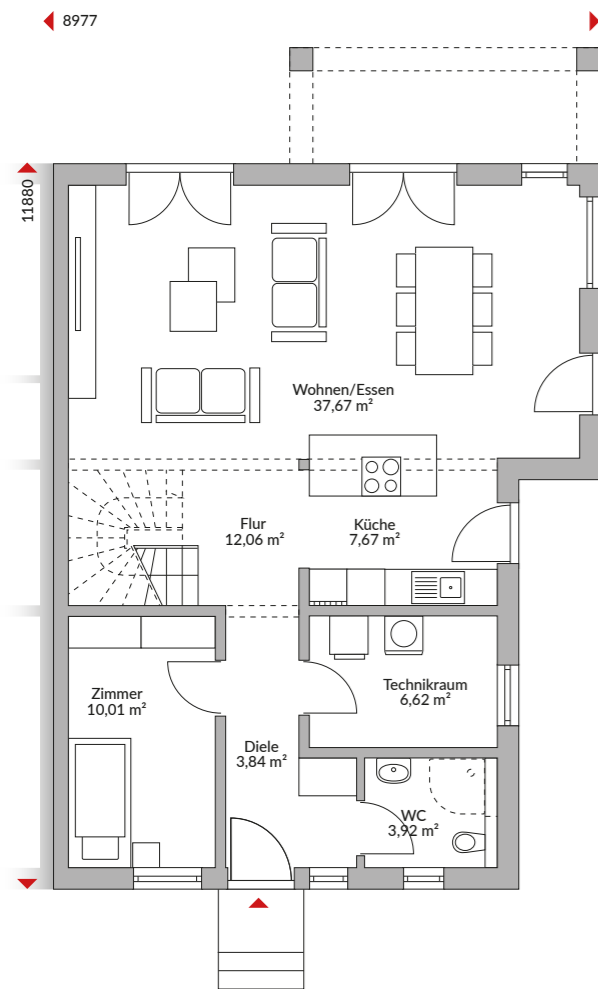 8977
11880
Wohnen/Essen
37,67 m²
Flur
12,06 m²
Küche
7,67 m²
Zimmer
10,01 m²
Technikraum
6,62 m²
Diele
3,84 m²
WC
3,92 m²